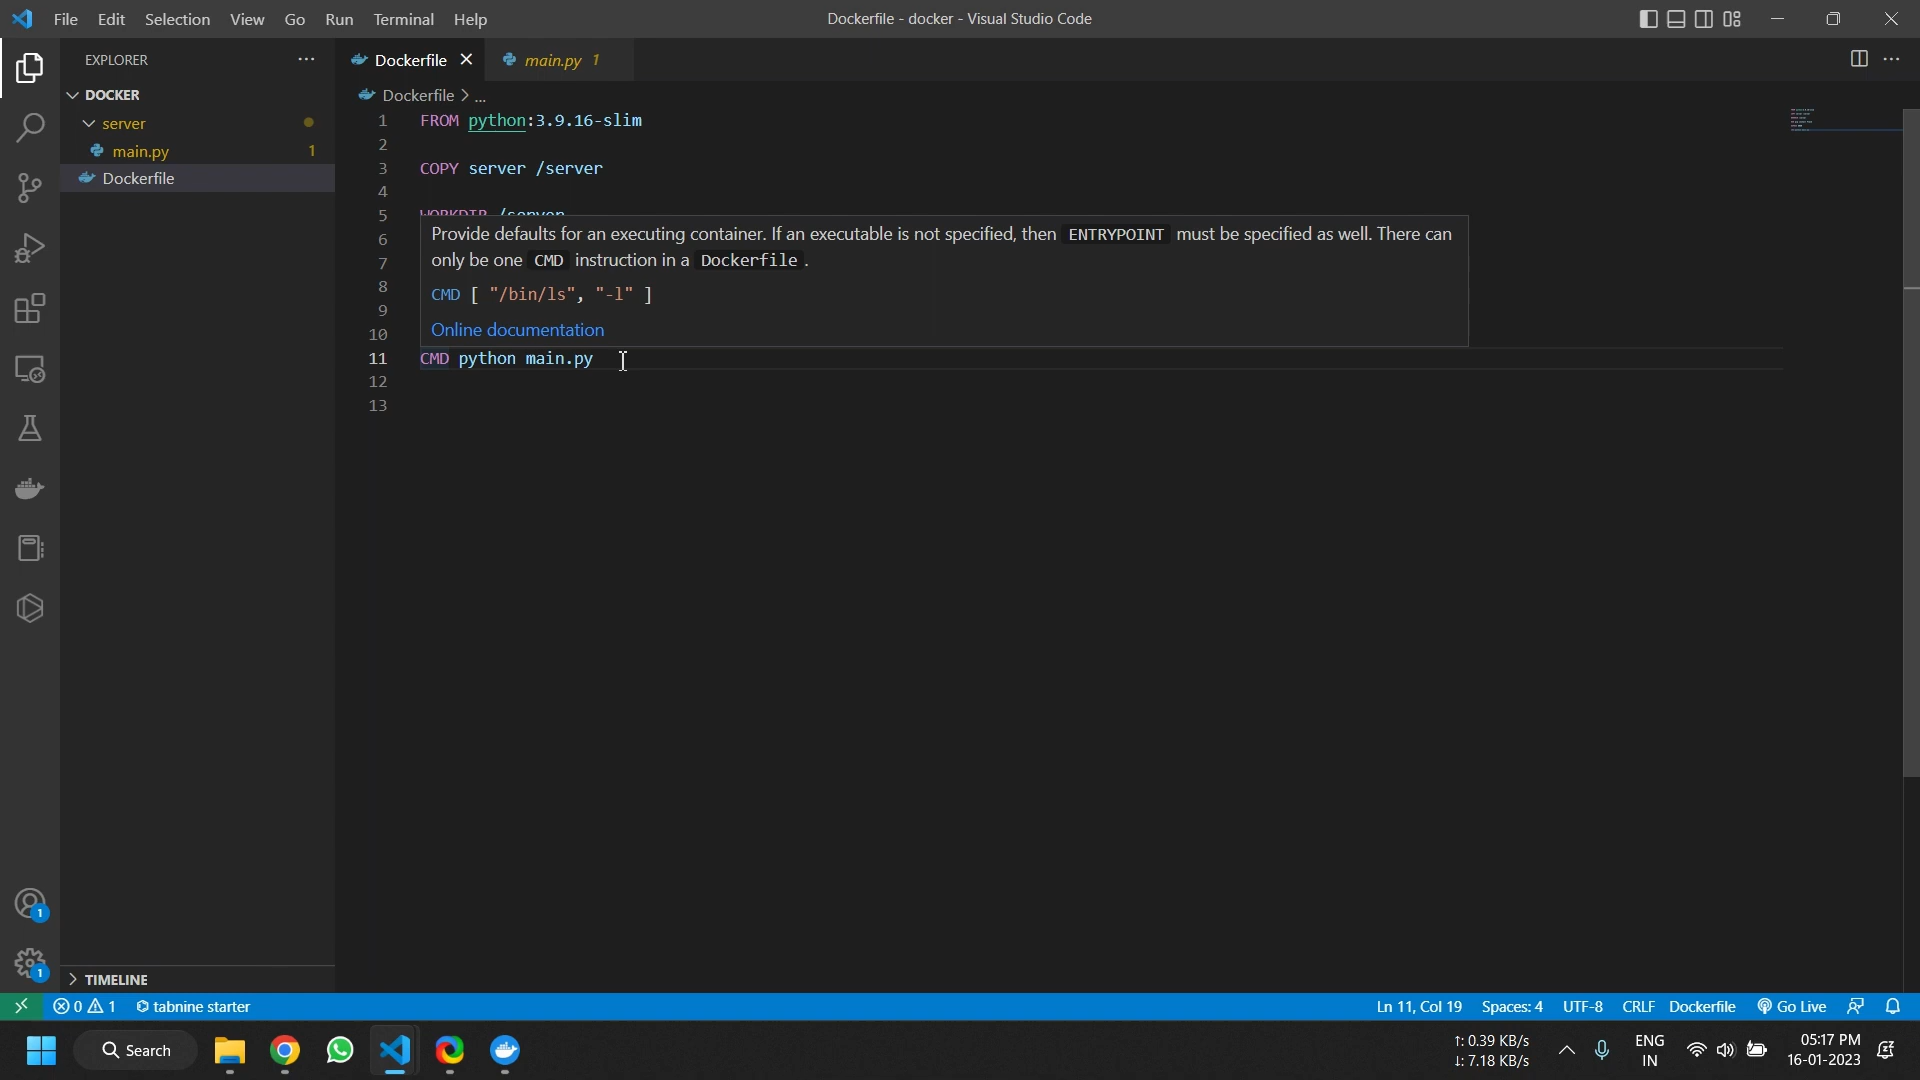 File Edit Selection View Go Run Terminal Help
Dockerfile - docker - Visual Studio Code
EXPLORER
DOCKER
server
main.py 1
Dockerfile
TIMELINE
Dockerfile
main.py 1
Dockerfile > ...
1 FROM python:3.9.16-slim
2
3 COPY server /server
4
5 WORKDIR /server
6
7
8
9
10
Provide defaults for an executing container. If an executable is not specified, then ENTRYPOINT must be specified as well. There can
only be one CMD instruction in a Dockerfile .
CMD [ "/bin/ls", "-l" ]
Online documentation
11 CMD python main.py
12
13
1
1
0 1 tabnine starter
Ln 11, Col 19 Spaces: 4 UTF-8 CRLF Dockerfile Go Live
Search
↑: 0.39 KB/s
↓: 7.18 KB/s
ENG
IN
05:17 PM
16-01-2023